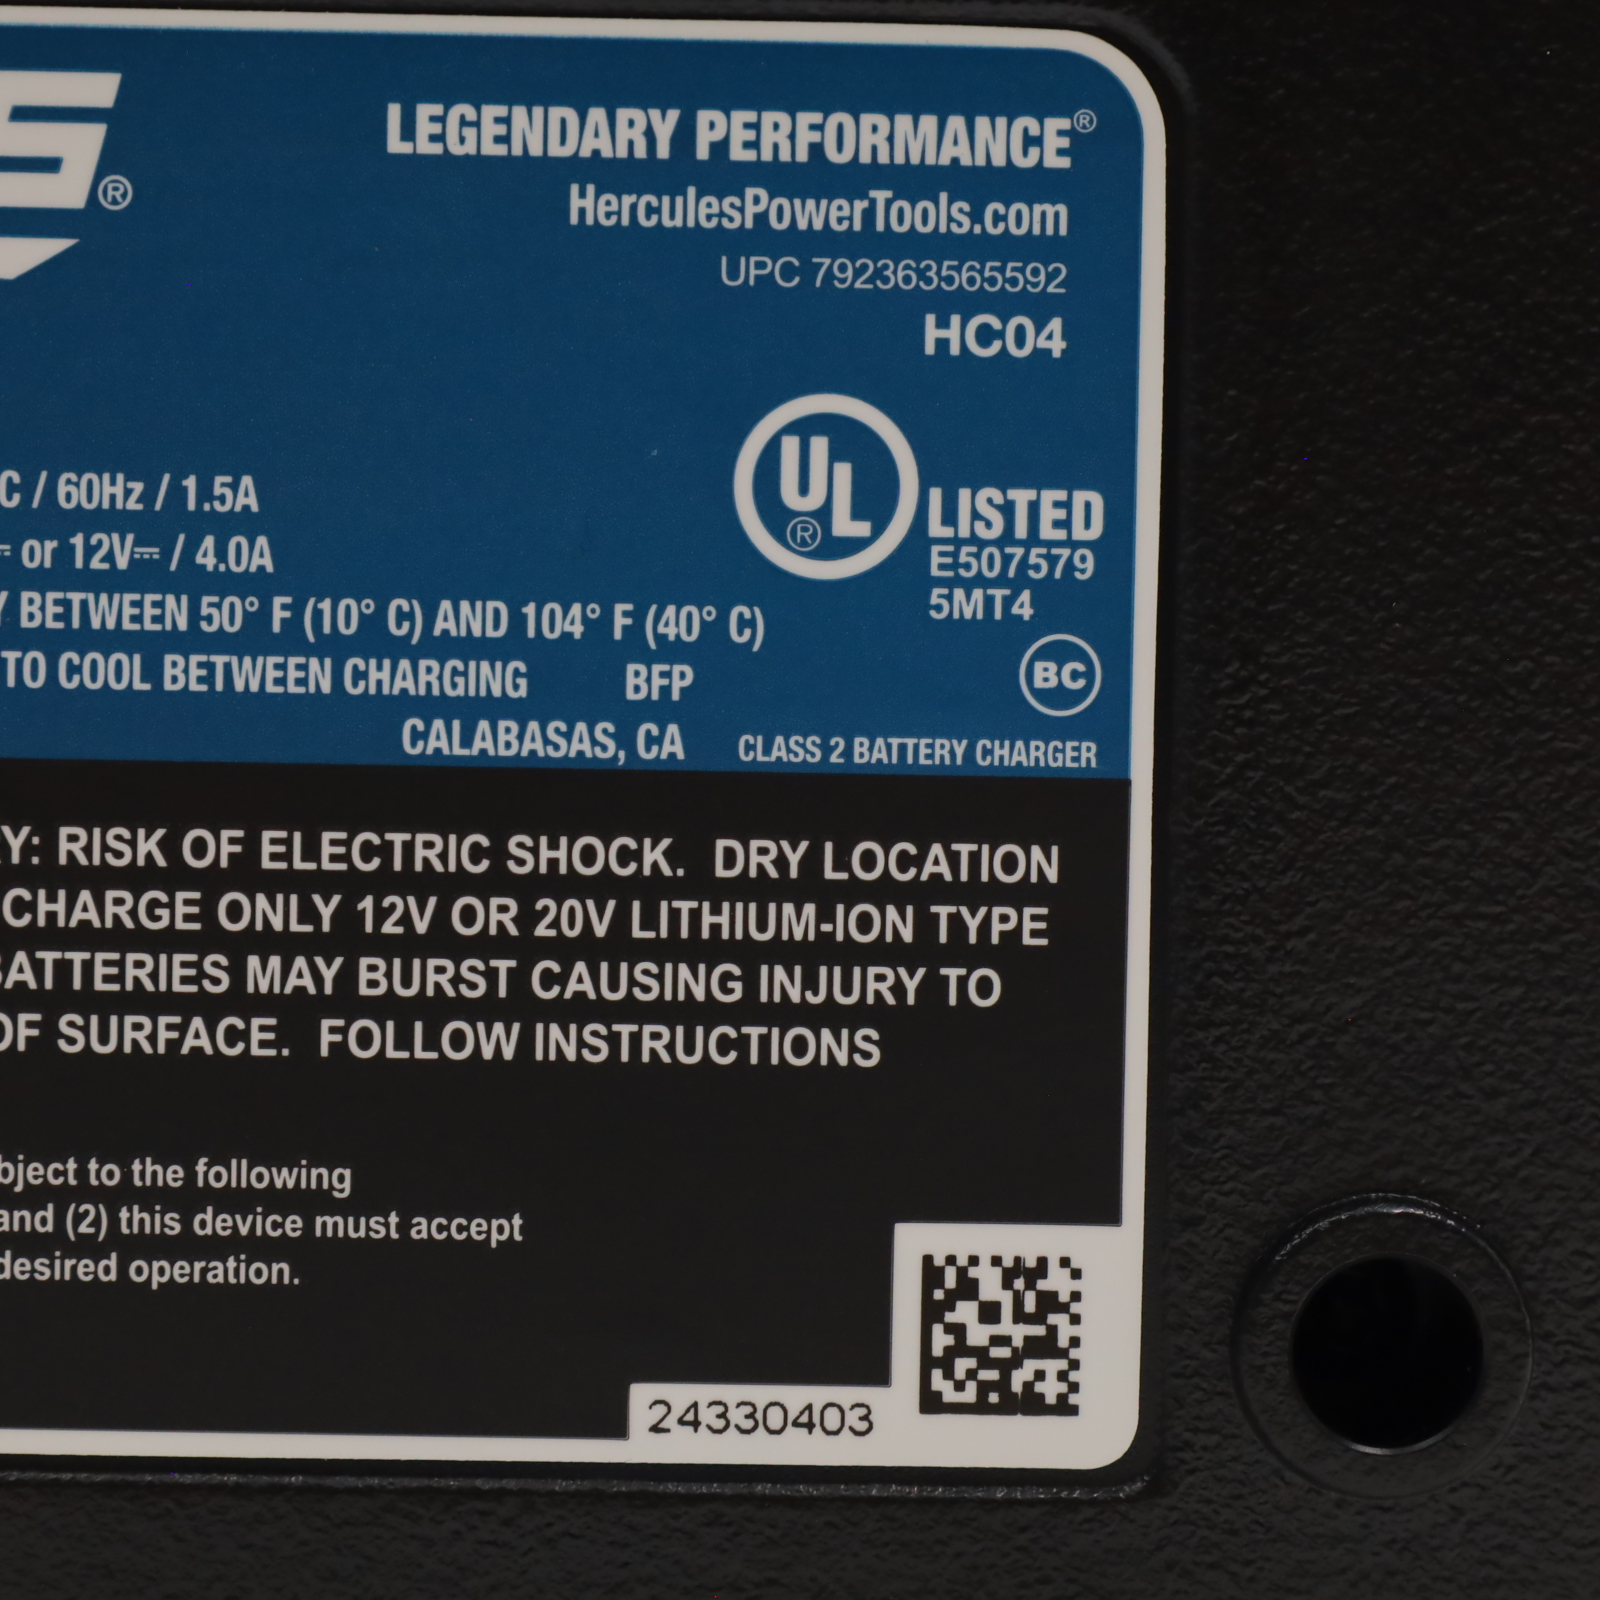 S®
LEGENDARY PERFORMANCE®
HerculesPowerTools.com
UPC 792363565592
HC04
UL ® LISTED
E507579
5MT4
C / 60Hz / 1.5A
⎓ or 12V⎓ / 4.0A
Y BETWEEN 50° F (10° C) AND 104° F (40° C)
TO COOL BETWEEN CHARGING BFP
BC
CALABASAS, CA CLASS 2 BATTERY CHARGER
Y: RISK OF ELECTRIC SHOCK. DRY LOCATION
CHARGE ONLY 12V OR 20V LITHIUM-ION TYPE
BATTERIES MAY BURST CAUSING INJURY TO
OF SURFACE. FOLLOW INSTRUCTIONS
bject to the following
and (2) this device must accept
desired operation.
24330403